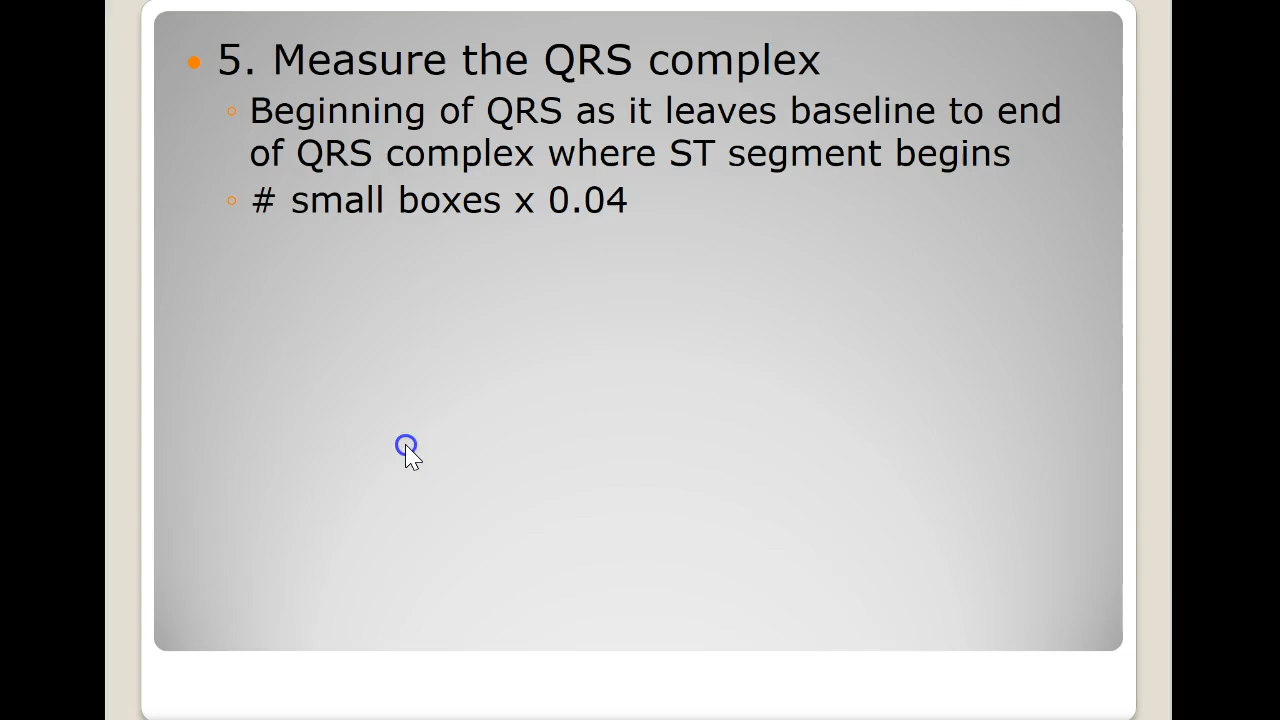 5. Measure the QRS complex
Beginning of QRS as it leaves baseline to end
of QRS complex where ST segment begins
# small boxes x 0.04